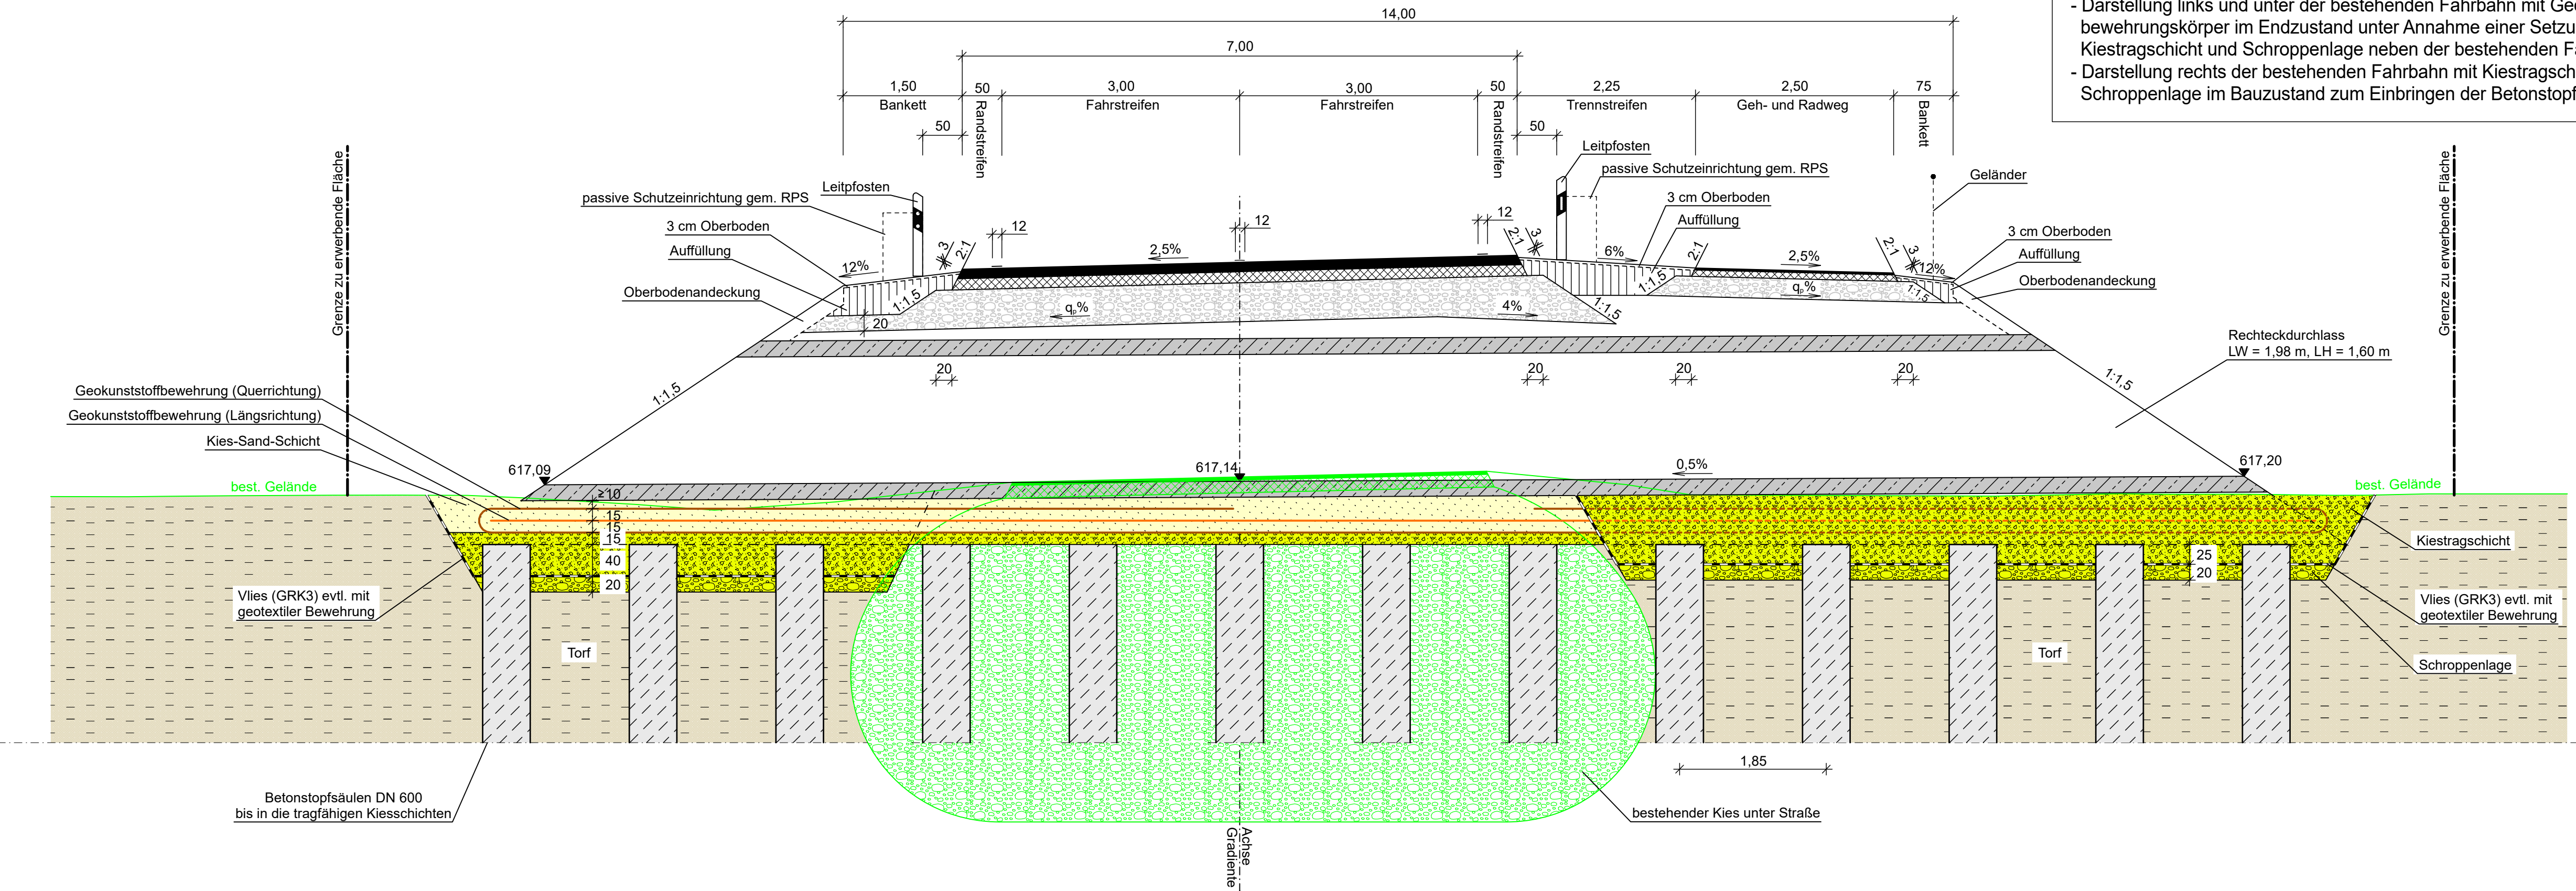 - Darstellung links und unter der bestehenden Fahrbahn mit
bewehrungskörper im Endzustand unter Annahme einer
Kiestragschicht und Schroppenlage neben der bestehenden
- Darstellung rechts der bestehenden Fahrbahn mit
Schroppenlage im Bauzustand zum Einbringen der
14,00
7,00
1,50
50
3,00
3,00
50
2,25
2,50
75
Bankett
Randstreifen
Fahrstreifen
Fahrstreifen
Randstreifen
Trennstreifen
Geh- und Radweg
Bankett
50
50
Grenze zu erwerbende Fläche
Grenze zu erwerbende Fläche
Leitpfosten
passive Schutzeinrichtung gem. RPS
3 cm Oberboden
Auffüllung
Oberbodenandeckung
Leitpfosten
passive Schutzeinrichtung gem. RPS
3 cm Oberboden
Auffüllung
Geländer
3 cm Oberboden
Auffüllung
Oberbodenandeckung
12
12
12
3
2:1
12%
2,5%
2:1
3
6%
2:1
2,5%
2:1
3
12%
1:1,5
20
qₚ%
4%
1:1,5
1:1,5
qₚ%
1:1,5
Rechteckdurchlass
LW = 1,98 m, LH = 1,60 m
20
20
20
20
1:1,5
1:1,5
Geokunststoffbewehrung (Querrichtung)
Geokunststoffbewehrung (Längsrichtung)
Kies-Sand-Schicht
617,09
617,14
0,5%
617,20
best. Gelände
best. Gelände
≥10
15
15
15
40
20
25
20
Kiestragschicht
Vlies (GRK3) evtl. mit
geotextiler Bewehrung
Vlies (GRK3) evtl. mit
geotextiler Bewehrung
Torf
Torf
Schroppenlage
1,85
Betonstopfsäulen DN 600
bis in die tragfähigen Kiesschichten
bestehender Kies unter Straße
Achse
Gradiente